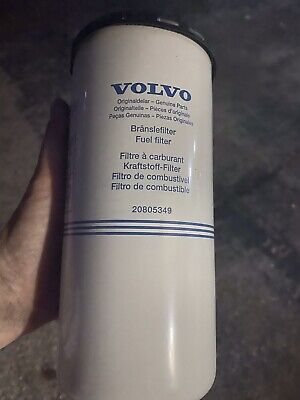 VOLVO
Originaldelar – Genuine Parts
Originalteile – Pièces d'origine
Peças Genuinas – Piezas Originales
Bränslefilter
Fuel filter
Filtre à carburant
Kraftstoff-Filter
Filtro de combustivel
Filtro de combustible
20805349